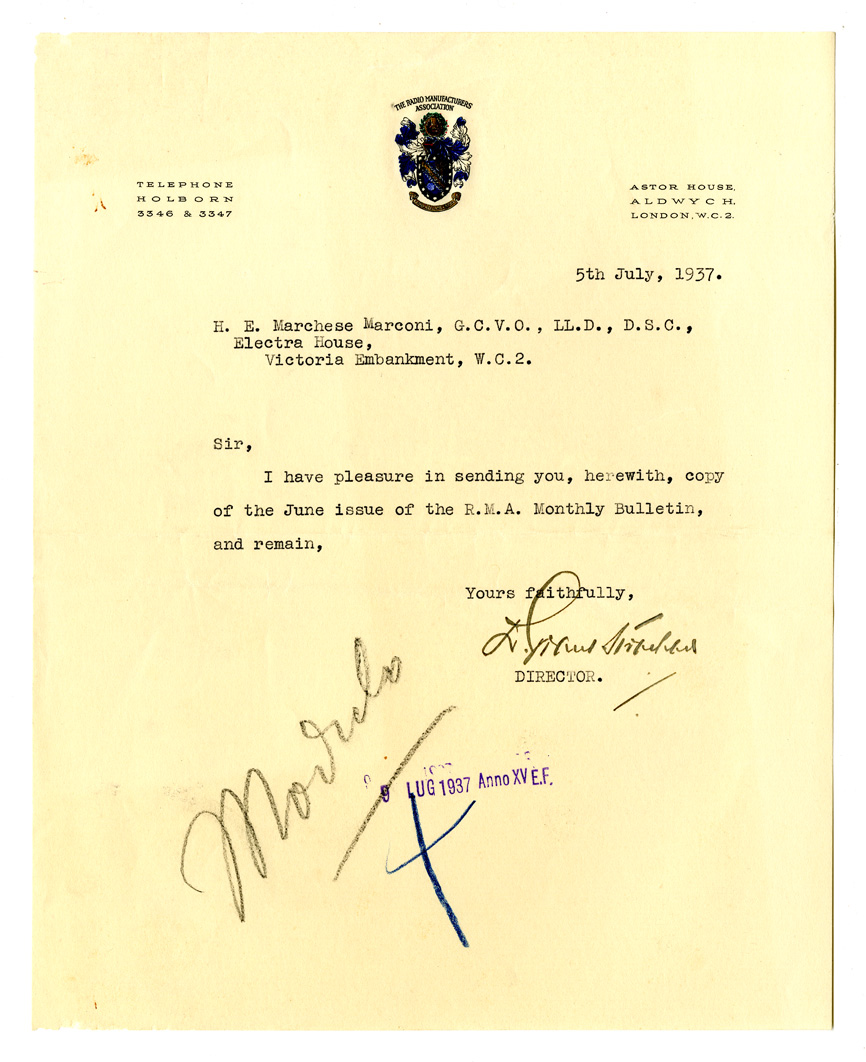 THE RADIO MANUFACTURERS
ASSOCIATION
TELEPHONE
HOLBORN
3346 & 3347
ASTOR HOUSE,
ALDWYCH,
LONDON, W.C.2.
5th July, 1937.
H. E. Marchese Marconi, G.C.V.O., LL.D., D.S.C.,
Electra House,
Victoria Embankment, W.C.2.
Sir,
I have pleasure in sending you, herewith, copy
of the June issue of the R.M.A. Monthly Bulletin,
and remain,
Yours faithfully,
DIRECTOR.
Modulo
9 LUG 1937 Anno XV E.F.